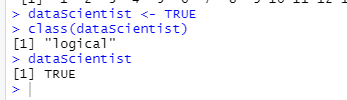 > dataScientist <- TRUE
> class(dataScientist)
[1] "logical"
> dataScientist
[1] TRUE
>